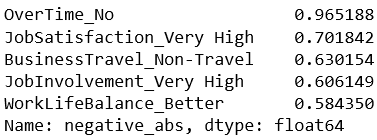 OverTime_No 0.965188
JobSatisfaction_Very High 0.701842
BusinessTravel_Non-Travel 0.630154
JobInvolvement_Very High 0.606149
WorkLifeBalance_Better 0.584350
Name: negative_abs, dtype: float64